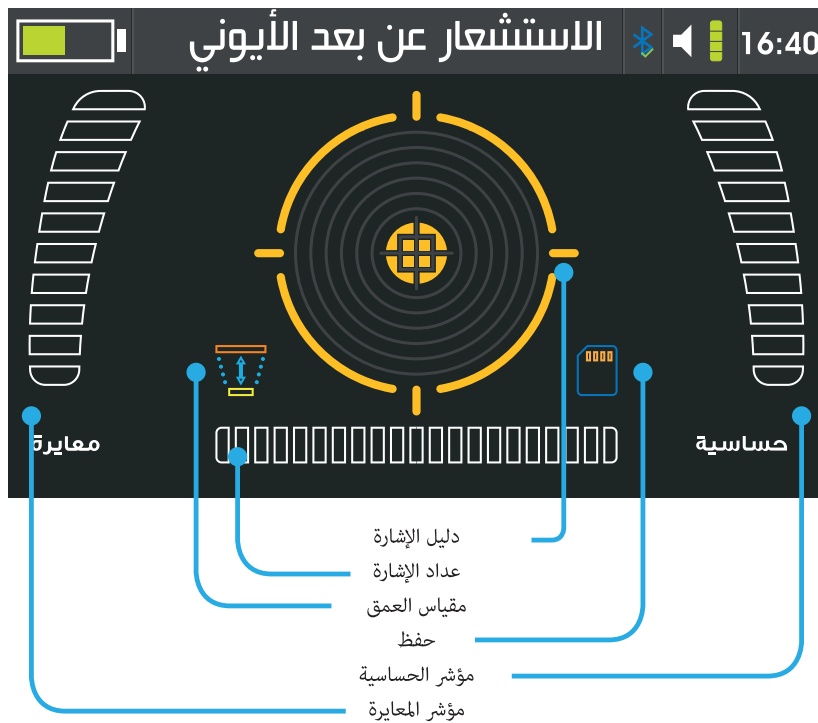 الاستشعار عن بعد الأيوني
16:40
معايرة
حساسية
دليل الإشارة
عداد الإشارة
مقياس العمق
حفظ
مؤشر الحساسية
مؤشر المعايرة